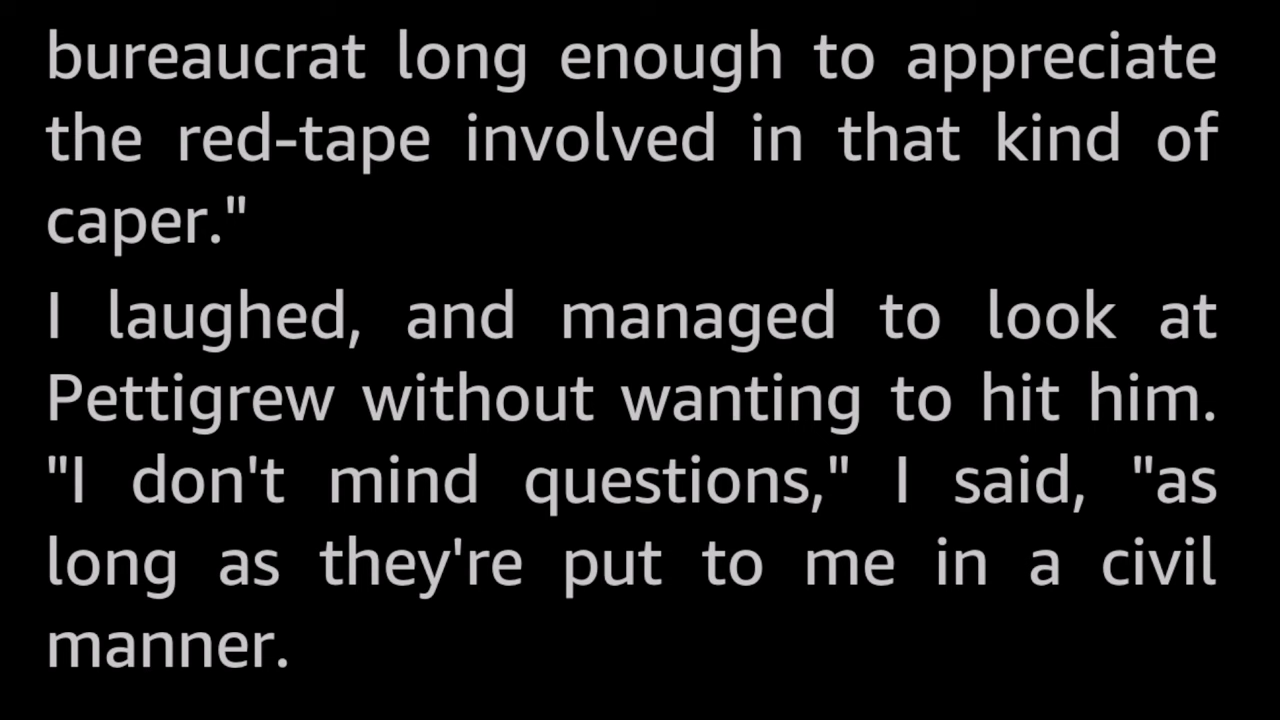 bureaucrat long enough to appreciate
the red-tape involved in that kind of
caper."
I laughed, and managed to look at
Pettigrew without wanting to hit him.
"I don't mind questions," I said, "as
long as they're put to me in a civil
manner.